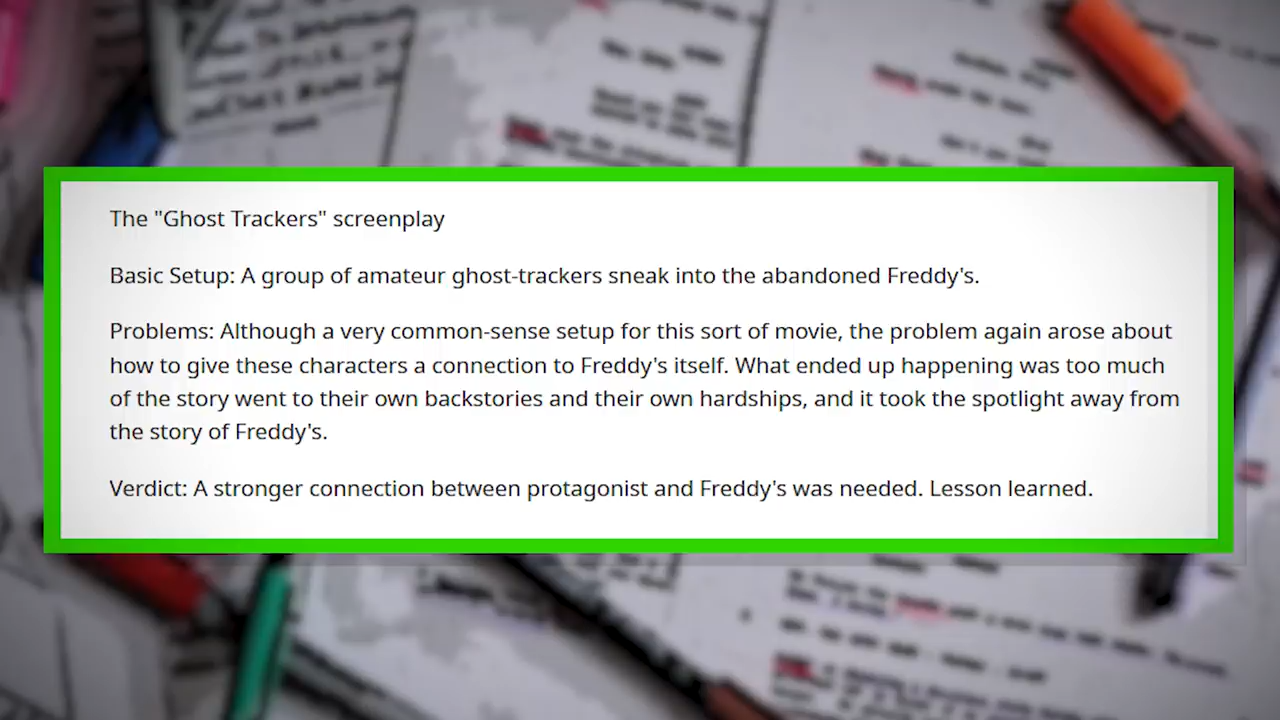 The "Ghost Trackers" screenplay
Basic Setup: A group of amateur ghost-trackers sneak into the abandoned Freddy's.
Problems: Although a very common-sense setup for this sort of movie, the problem again arose about
how to give these characters a connection to Freddy's itself. What ended up happening was too much
of the story went to their own backstories and their own hardships, and it took the spotlight away from
the story of Freddy's.
Verdict: A stronger connection between protagonist and Freddy's was needed. Lesson learned.